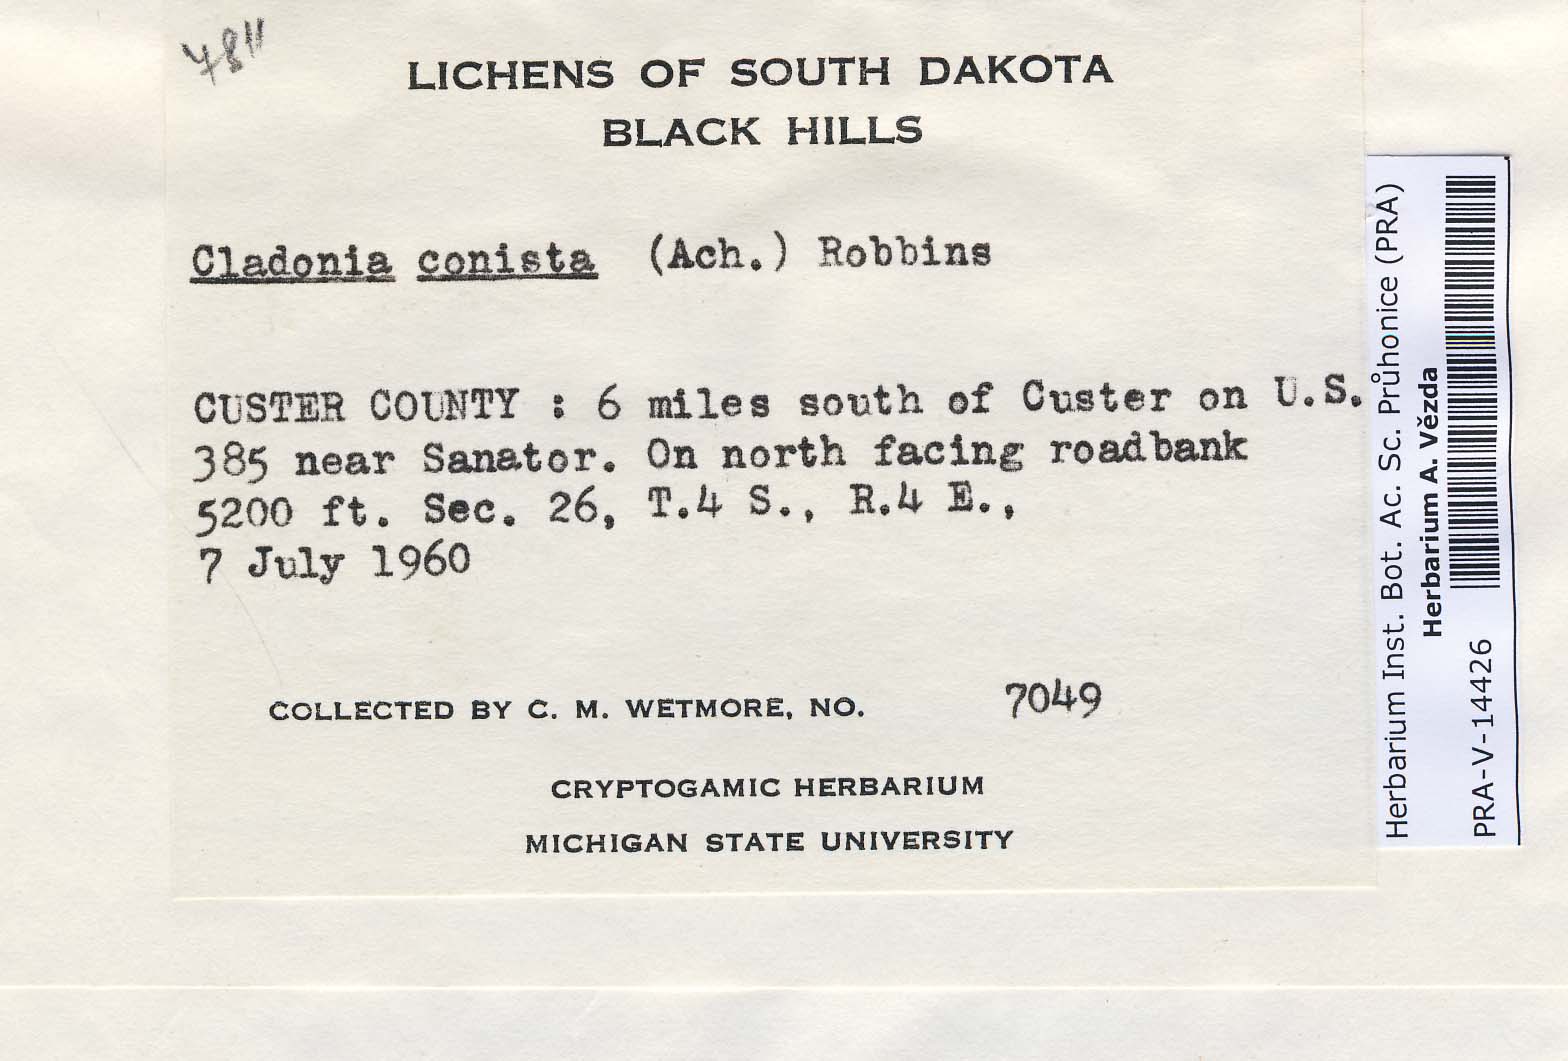 4811
LICHENS OF SOUTH DAKOTA
BLACK HILLS
Cladonia conista (Ach.) Robbins
CUSTER COUNTY : 6 miles south of Custer on U.S.
385 near Sanator. On north facing roadbank
5200 ft. Sec. 26, T.4 S., R.4 E.,
7 July 1960
COLLECTED BY C. M. WETMORE, NO. 7049
CRYPTOGAMIC HERBARIUM
MICHIGAN STATE UNIVERSITY
Herbarium Inst. Bot. Ac. Sc. Průhonice (PRA)
Herbarium A. Vězda
PRA-V-14426